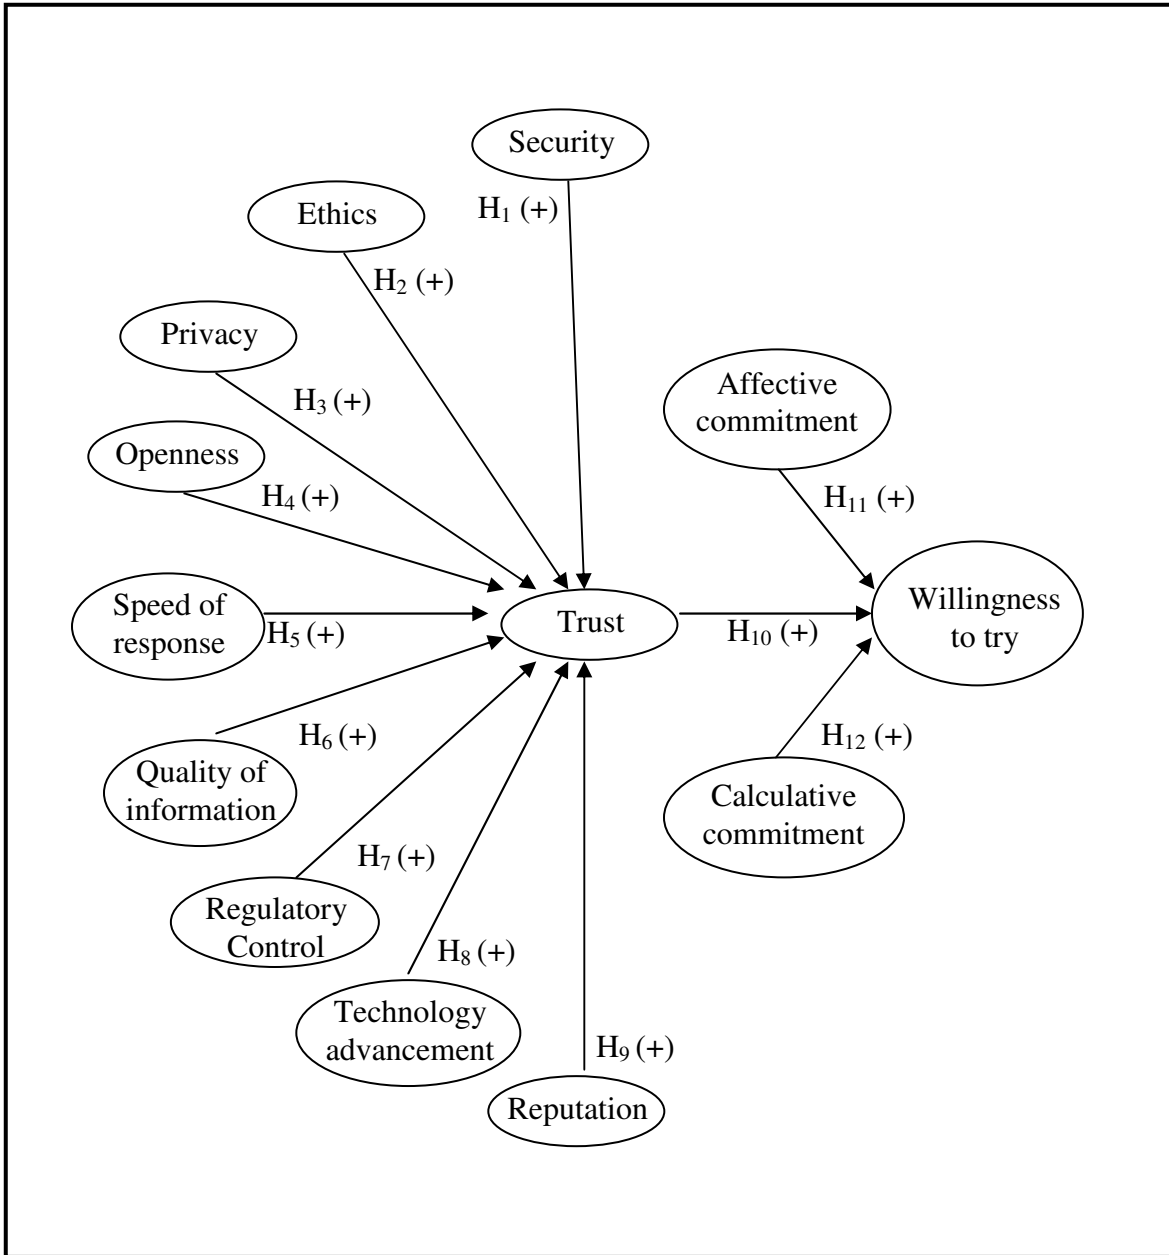 Security
H₁ (+)
Ethics
H₂ (+)
Privacy
H₃ (+)
Affective
commitment
Openness
H₄ (+)
H₁₁ (+)
Speed of
response
H₅ (+)
Trust
H₁₀ (+)
Willingness
to try
H₆ (+)
H₁₂ (+)
Quality of
information
Calculative
commitment
H₇ (+)
Regulatory
Control
H₈ (+)
Technology
advancement
H₉ (+)
Reputation